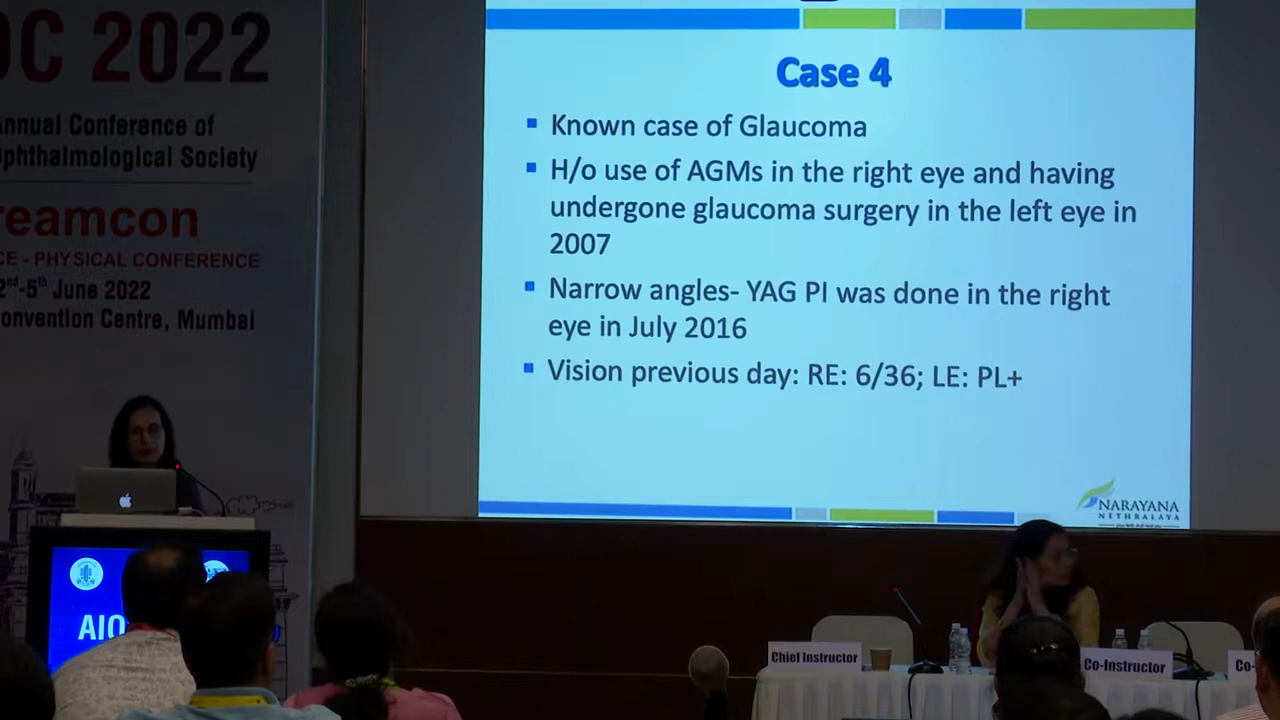 OC 2022
Annual Conference of
Ophthalmological Society
reamcon
CE - PHYSICAL CONFERENCE
2nd-5th June 2022
Convention Centre, Mumbai
Case 4
Known case of Glaucoma
H/o use of AGMs in the right eye and having
undergone glaucoma surgery in the left eye in
2007
Narrow angles- YAG PI was done in the right
eye in July 2016
Vision previous day: RE: 6/36; LE: PL+
NARAYANA
NETHRALAYA
AIO
Chief Instructor
Co-Instructor
Co-